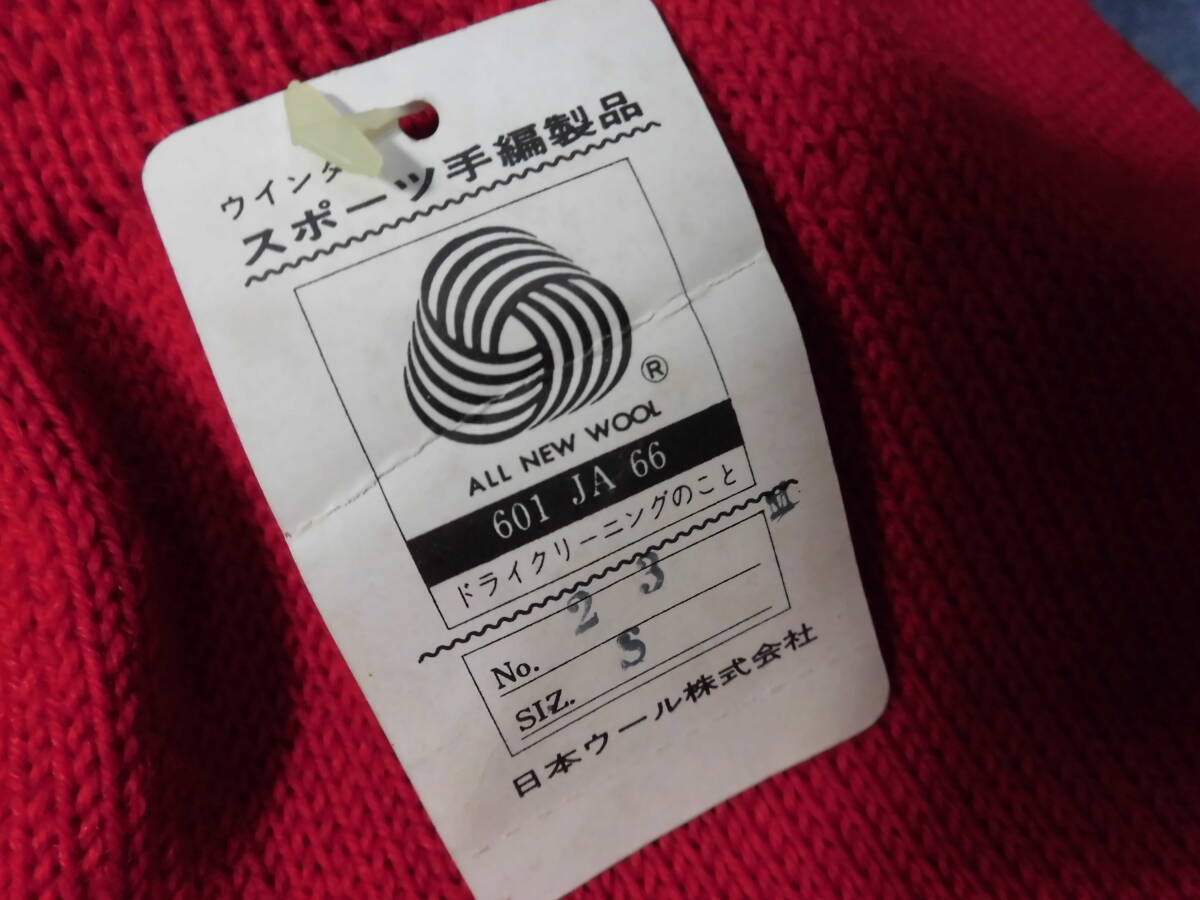 ウインタ
スポーツ手編製品
®
ALL NEW WOOL
601 JA 66
ドライクリーニングのこと
No. 2 3
SIZ. S
日本ウール株式会社